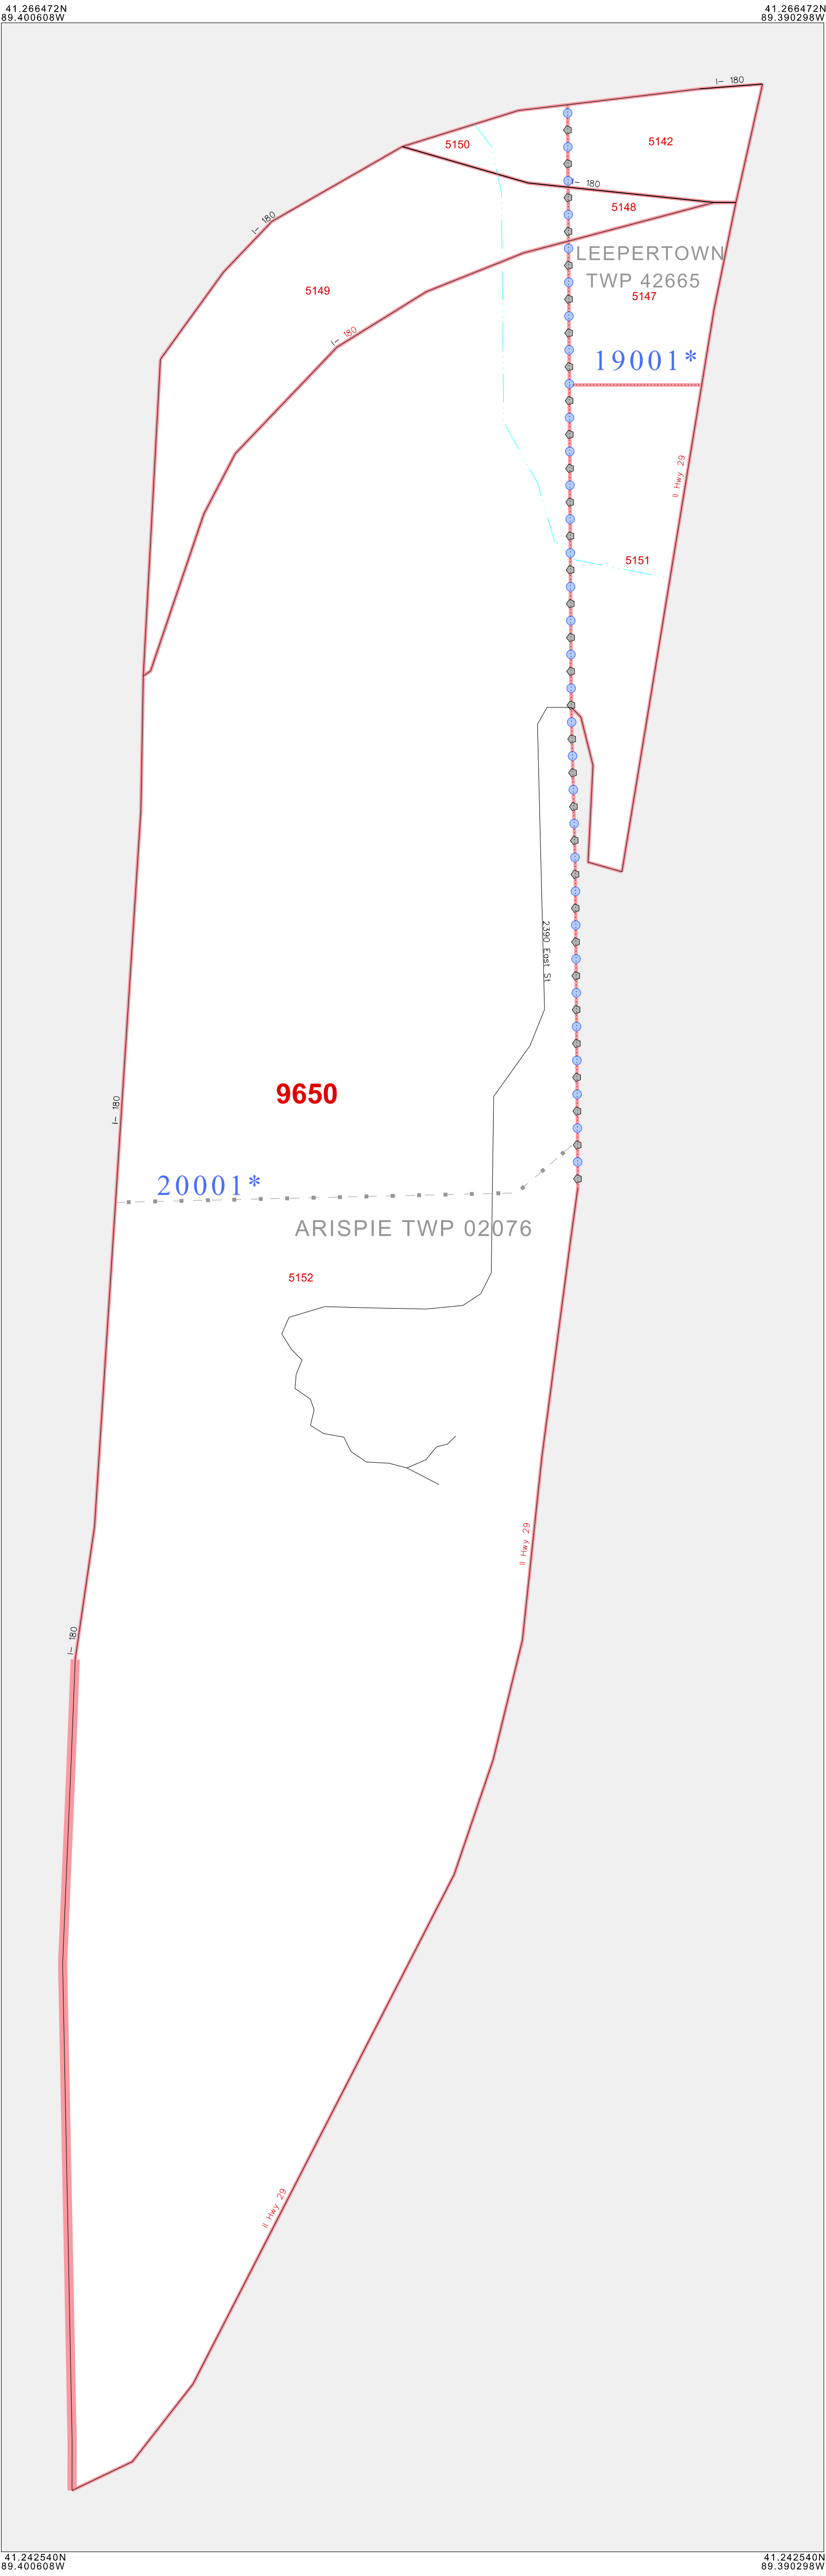 41.266472N
89.400608W
41.266472N
89.390298W
I- 180
5142
5150
I- 180
5148
I- 180
LEEPERTOWN
TWP 42665
5149
5147
I- 180
19001*
Il Hwy 29
5151
2390 East St
9650
I- 180
20001*
ARISPIE TWP 02076
5152
Il Hwy 29
I- 180
Il Hwy 29
41.242540N
89.400608W
41.242540N
89.390298W